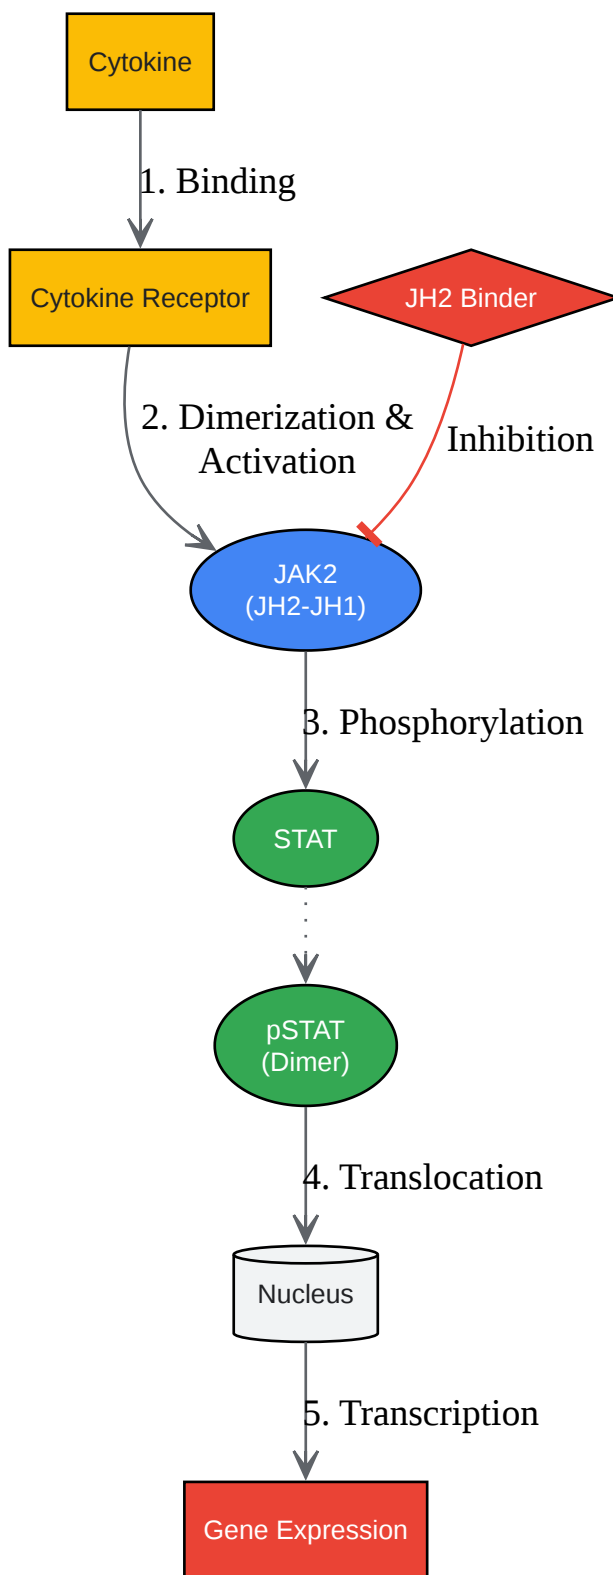 Cytokine
1. Binding
Cytokine Receptor
JH2 Binder
2. Dimerization &
Activation
Inhibition
JAK2
(JH2-JH1)
3. Phosphorylation
STAT
pSTAT
(Dimer)
4. Translocation
Nucleus
5. Transcription
Gene Expression